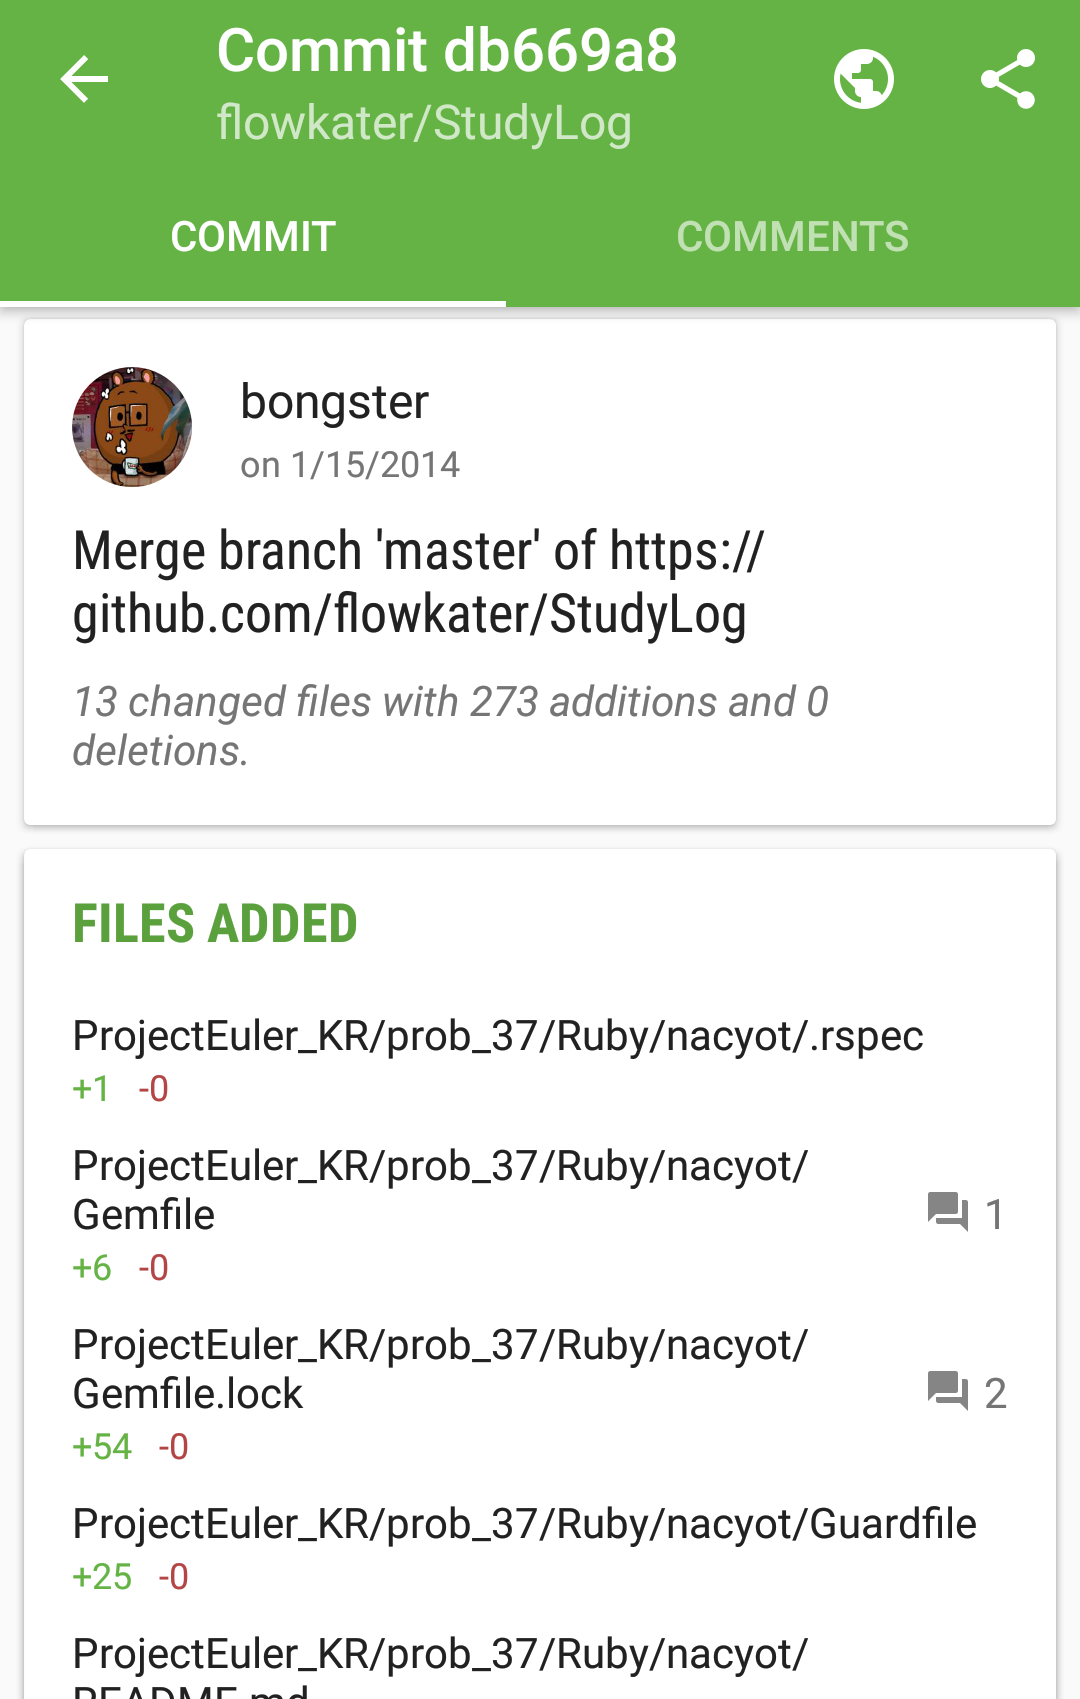 Commit db669a8
flowkater/StudyLog
COMMIT
COMMENTS
bongster
on 1/15/2014
Merge branch 'master' of https://
github.com/flowkater/StudyLog
13 changed files with 273 additions and 0
deletions.
FILES ADDED
ProjectEuler_KR/prob_37/Ruby/nacyot/.rspec
+1 -0
ProjectEuler_KR/prob_37/Ruby/nacyot/
Gemfile
1
+6 -0
ProjectEuler_KR/prob_37/Ruby/nacyot/
Gemfile.lock
2
+54 -0
ProjectEuler_KR/prob_37/Ruby/nacyot/Guardfile
+25 -0
ProjectEuler_KR/prob_37/Ruby/nacyot/
README.md